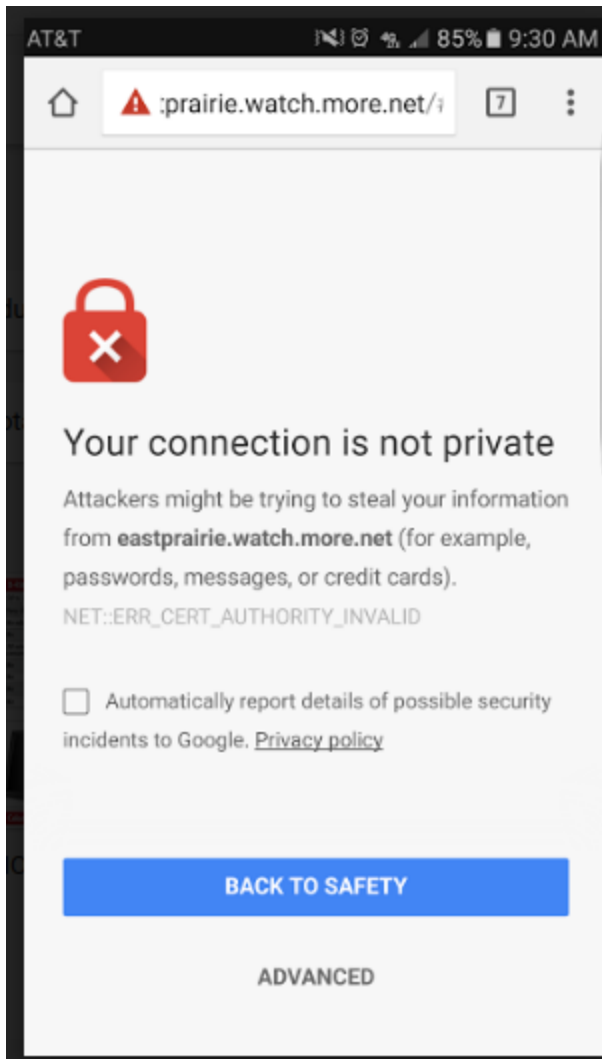 AT&T 85% 9:30 AM
:prairie.watch.more.net/ 7
Your connection is not private
Attackers might be trying to steal your information
from eastprairie.watch.more.net (for example,
passwords, messages, or credit cards).
NET::ERR_CERT_AUTHORITY_INVALID
Automatically report details of possible security
incidents to Google. Privacy policy
BACK TO SAFETY
ADVANCED